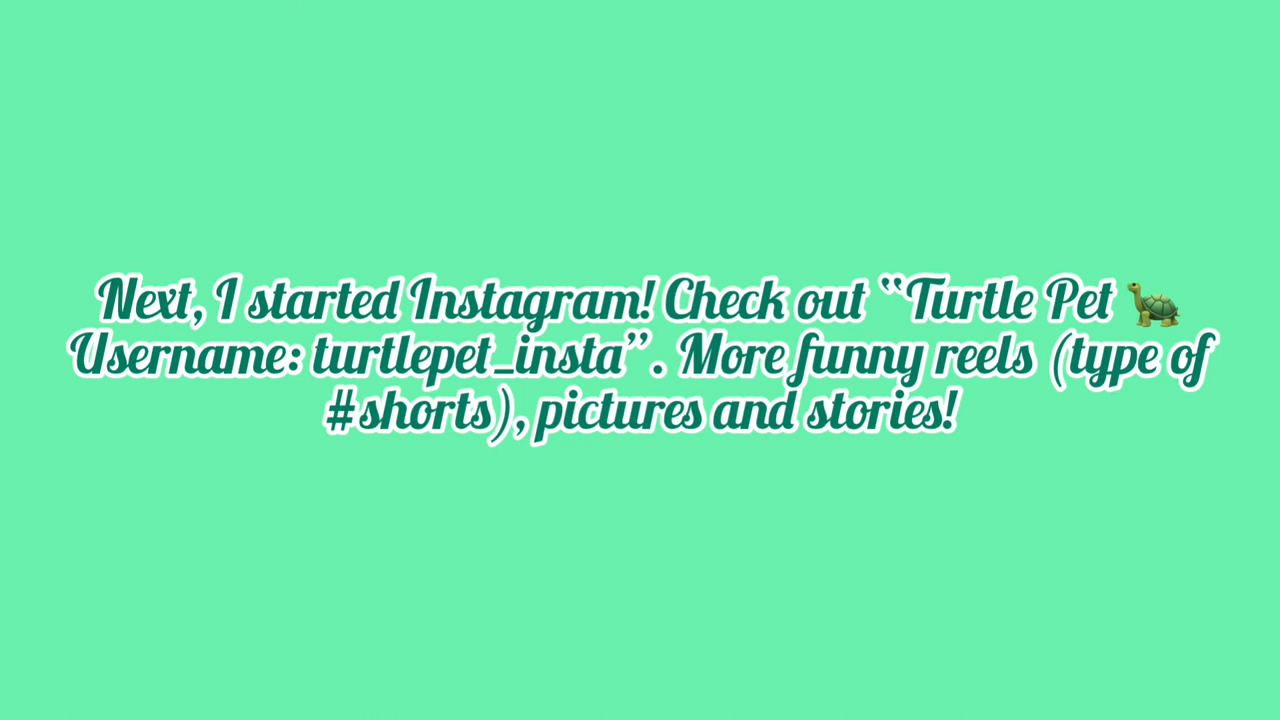 Next, I started Instagram! Check out “Turtle Pet 🐢
Username: turtlepet_insta”. More funny reels (type of
#shorts), pictures and stories!